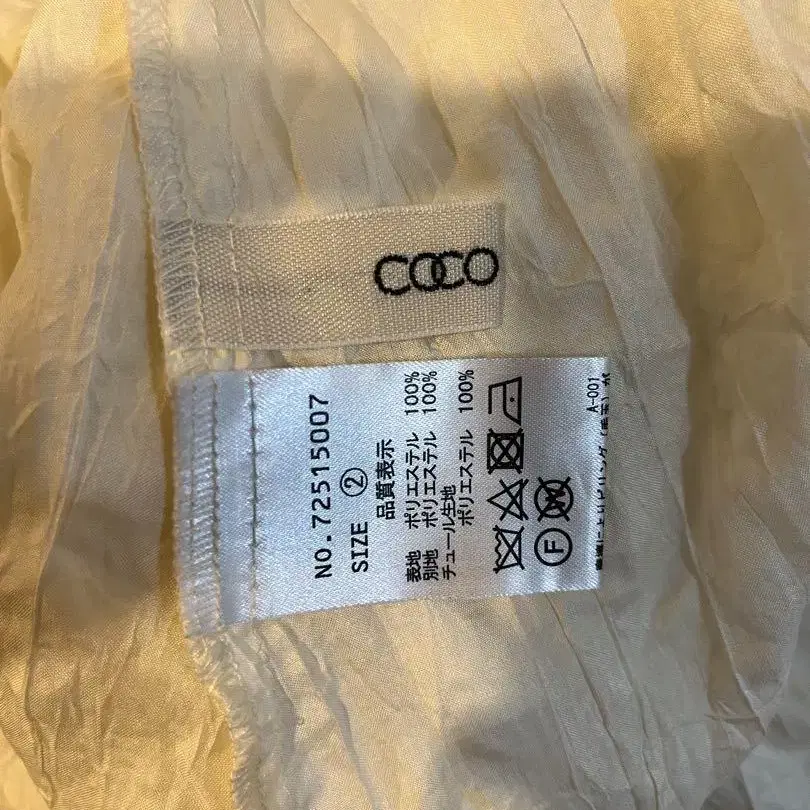 COCO
NO.72515007
SIZE ②
品質表示
表地 ポリエステル 100%
別地 ポリエステル 100%
チュール生地
ポリエステル 100%
F W
A-001